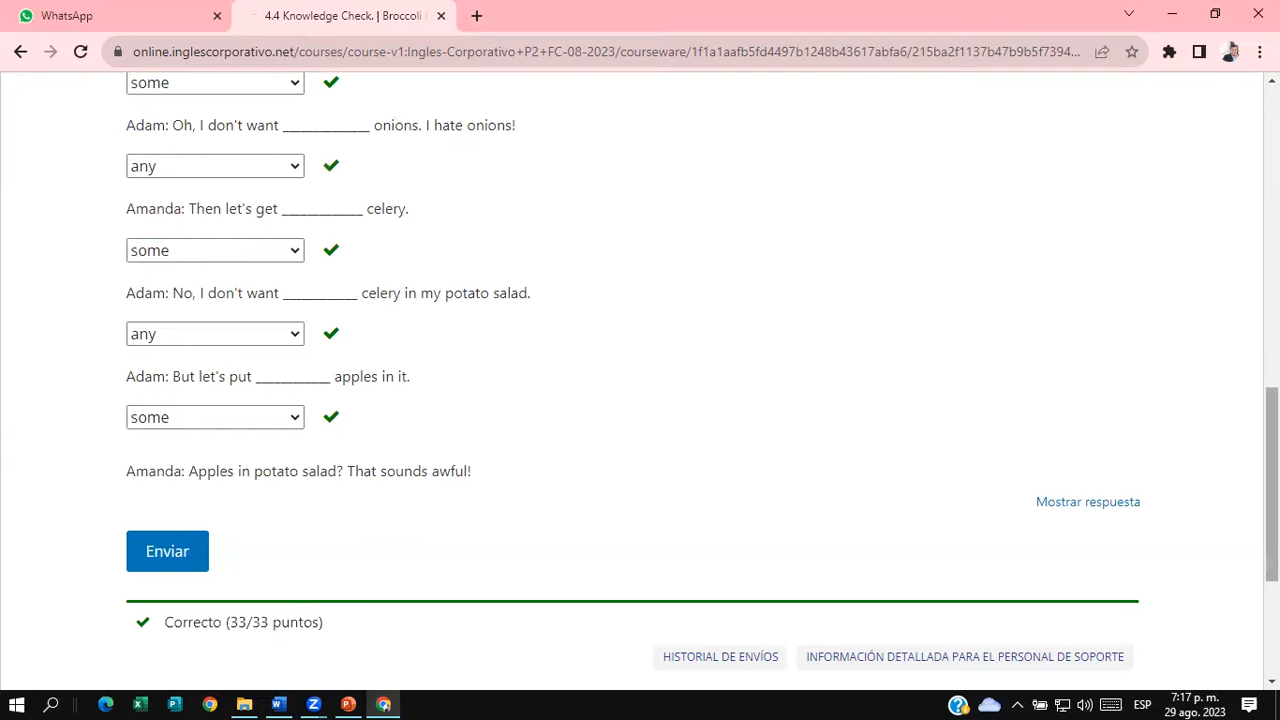 WhatsApp
4.4 Knowledge Check. | Broccoli
online.inglescorporativo.net/courses/course-v1:Ingles-Corporativo+P2+FC-08-2023/courseware/1f1a1aafb5fd4497b1248b43617abfa6/215ba2f1137b47b9b5f7394...
some
Adam: Oh, I don't want ______________ onions. I hate onions!
any
Amanda: Then let's get _____________ celery.
some
Adam: No, I don't want ____________ celery in my potato salad.
any
Adam: But let's put ____________ apples in it.
some
Amanda: Apples in potato salad? That sounds awful!
Mostrar respuesta
Enviar
Correcto (33/33 puntos)
HISTORIAL DE ENVÍOS INFORMACIÓN DETALLADA PARA EL PERSONAL DE SOPORTE
ESP
7:17 p. m.
29 ago. 2023